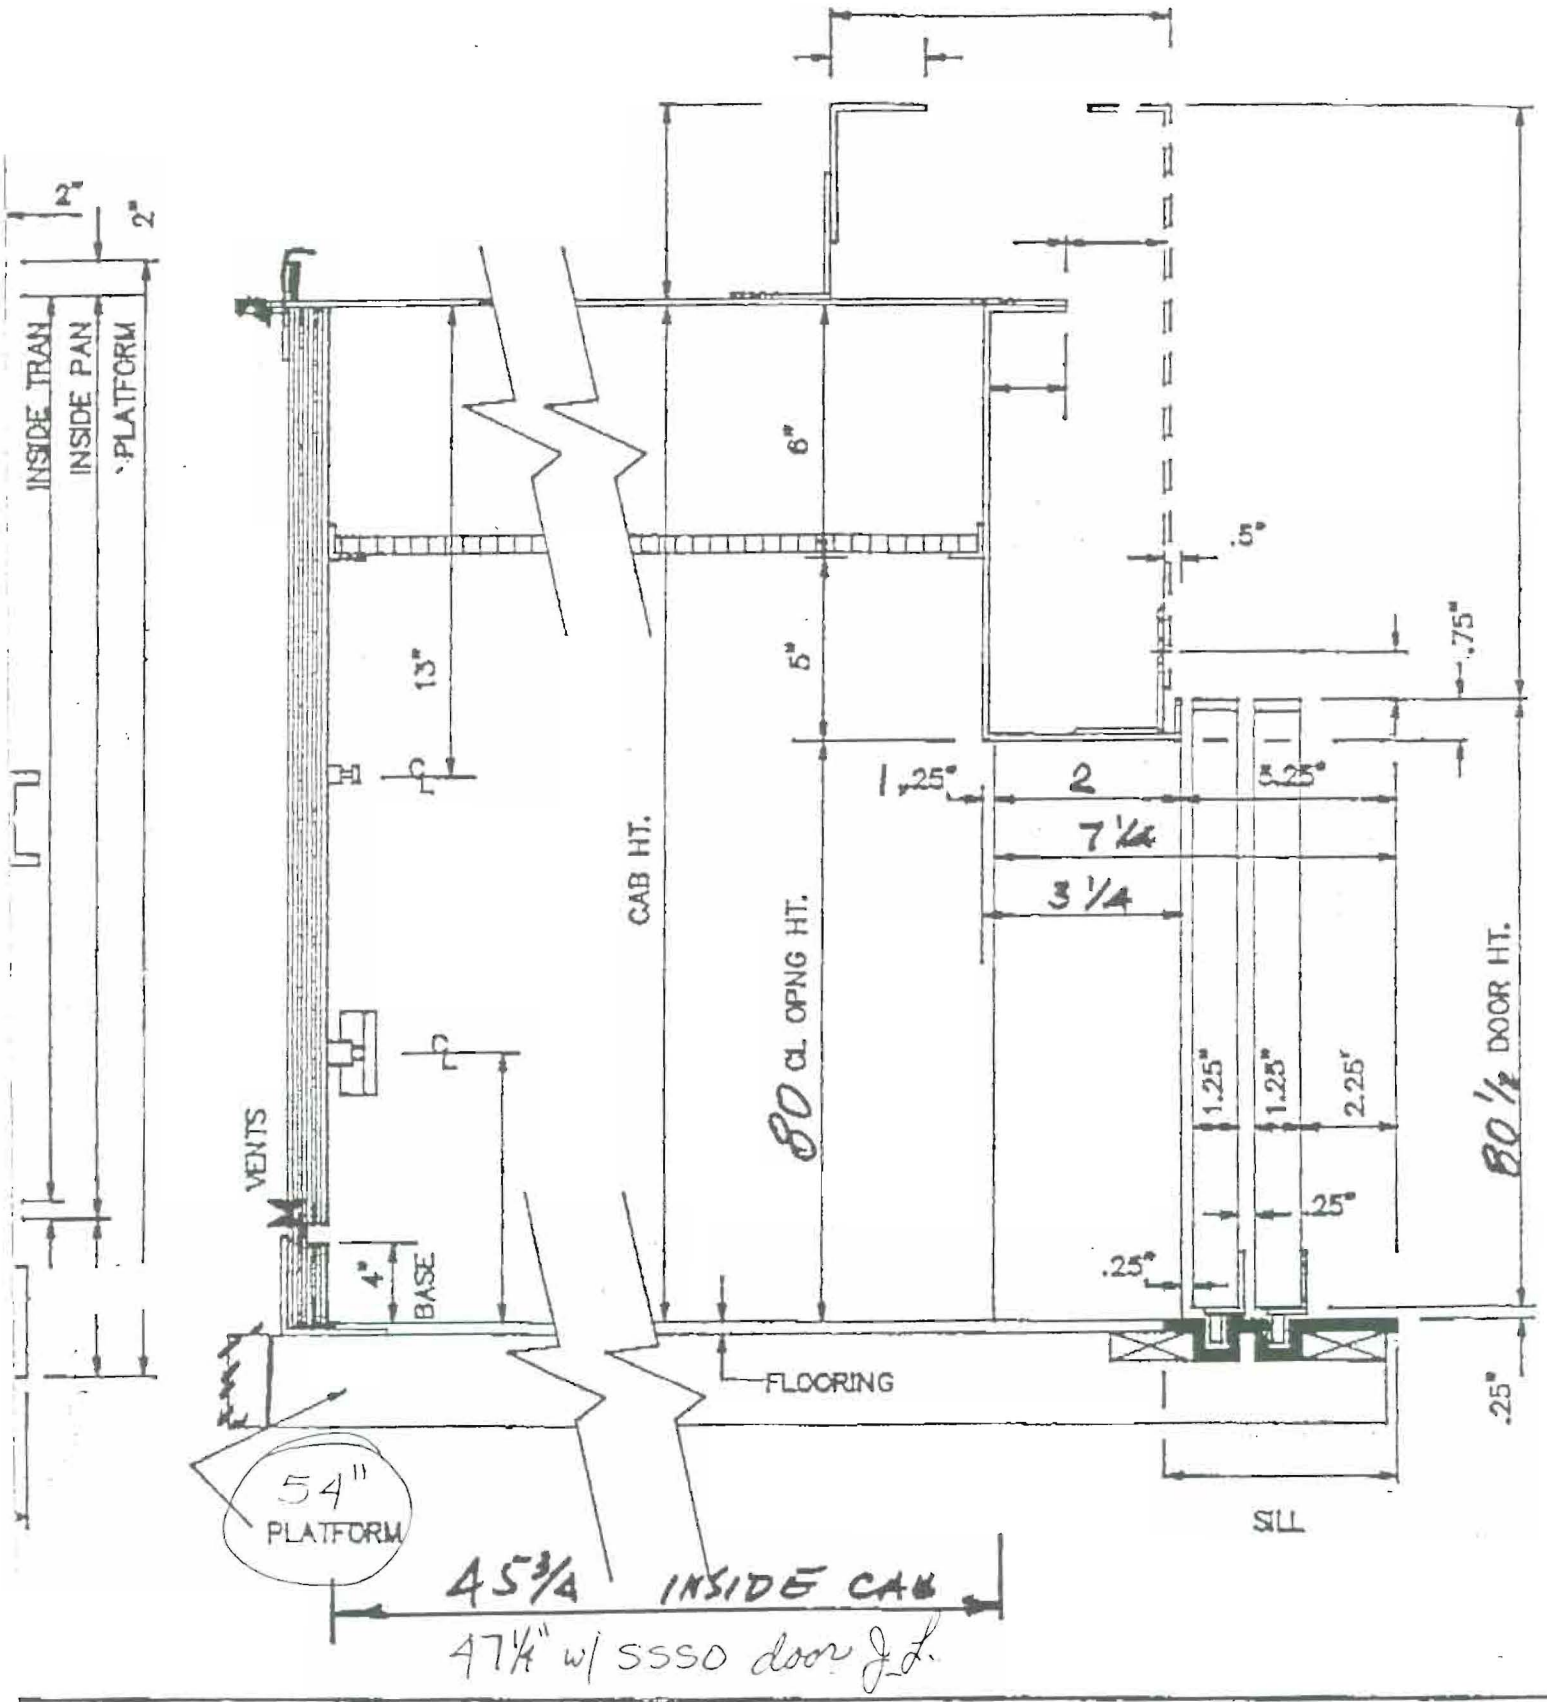 2"
2"
INSIDE TRAN
INSIDE PAN
PLATFORM
6"
.5"
13"
5"
.75"
1.25"
2
3.25"
7 1/4
3 1/4
CAB HT.
80 CL OPNG HT.
1.25"
1.25"
2.25"
80 1/2 DOOR HT.
VENTS
.25"
4"
BASE
.25"
FLOORING
.25"
54"
PLATFORM
SILL
45 3/4 INSIDE CAB
47 1/4" w/ SSSO door J.L.